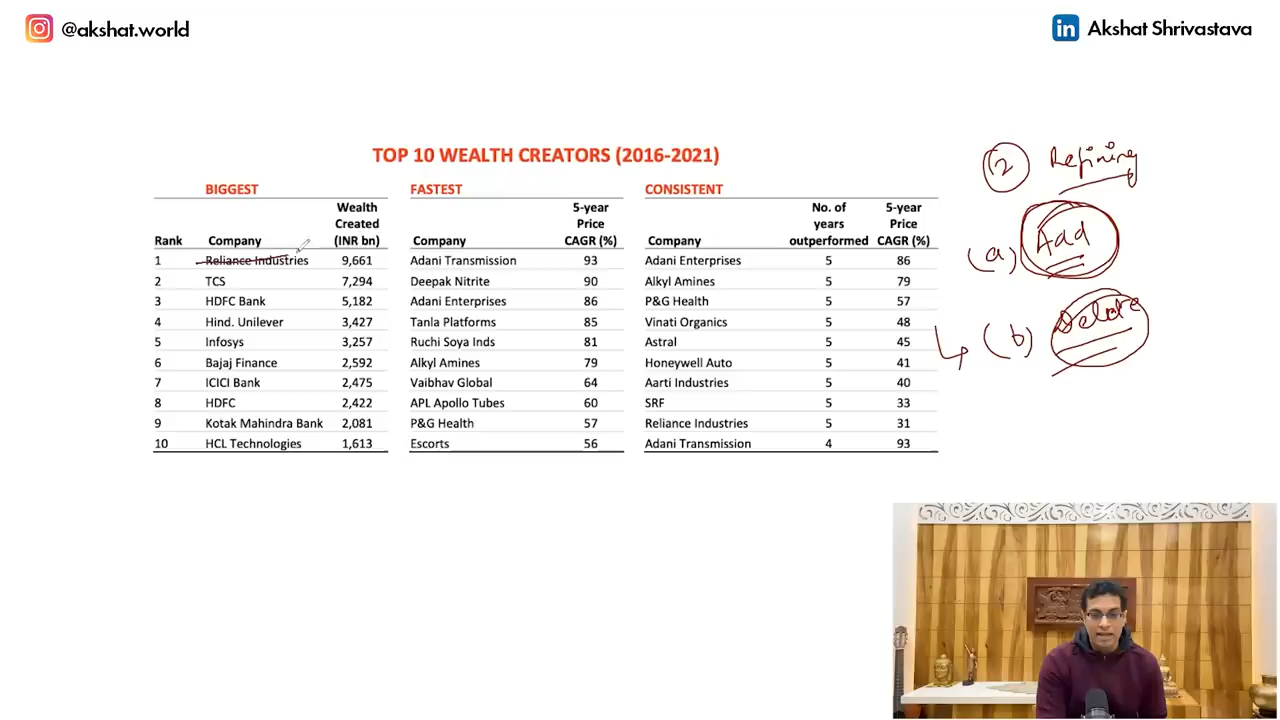 @akshat.world
in Akshat Shrivastava
TOP 10 WEALTH CREATORS (2016-2021)
BIGGEST FASTEST CONSISTENT
Wealth 5-year No. of 5-year
Created Price years Price
Rank Company (INR bn) Company CAGR (%) Company outperformed CAGR (%)
1 Reliance Industries 9,661 Adani Transmission 93 Adani Enterprises 5 86
2 TCS 7,294 Deepak Nitrite 90 Alkyl Amines 5 79
3 HDFC Bank 5,182 Adani Enterprises 86 P&G Health 5 57
4 Hind. Unilever 3,427 Tanla Platforms 85 Vinati Organics 5 48
5 Infosys 3,257 Ruchi Soya Inds 81 Astral 5 45
6 Bajaj Finance 2,592 Alkyl Amines 79 Honeywell Auto 5 41
7 ICICI Bank 2,475 Vaibhav Global 64 Aarti Industries 5 40
8 HDFC 2,422 APL Apollo Tubes 60 SRF 5 33
9 Kotak Mahindra Bank 2,081 P&G Health 57 Reliance Industries 5 31
10 HCL Technologies 1,613 Escorts 56 Adani Transmission 4 93
2 Refining
(a) Add
(b) Delete